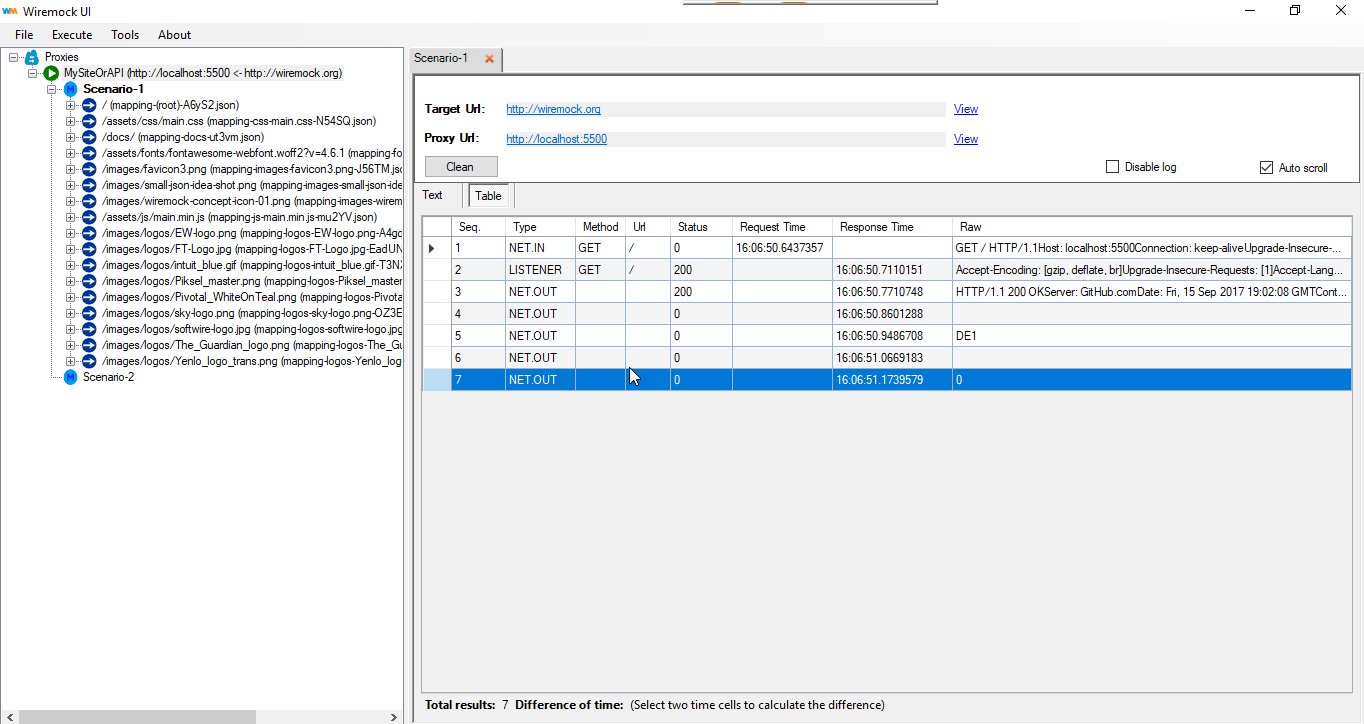 WM Wiremock UI
File Execute Tools About
Proxies
MySiteOrAPI (http://localhost:5500 <- http://wiremock.org)
M Scenario-1
/ (mapping-(root)-A6yS2.json)
/assets/css/main.css (mapping-css-main.css-N54SQ.json)
/docs/ (mapping-docs-ut3vm.json)
/assets/fonts/fontawesome-webfont.woff2?v=4.6.1 (mapping-fo
/images/favicon3.png (mapping-images-favicon3.png-J56TM.jso
/images/small-json-idea-shot.png (mapping-images-small-json-ide
/images/wiremock-concept-icon-01.png (mapping-images-wirem
/assets/js/main.min.js (mapping-js-main.min.js-mu2YV.json)
/images/logos/EW-logo.png (mapping-logos-EW-logo.png-A4gc
/images/logos/FT-Logo.jpg (mapping-logos-FT-Logo.jpg-EadUN
/images/logos/intuit_blue.gif (mapping-logos-intuit_blue.gif-T3NX
/images/logos/Piksel_master.png (mapping-logos-Piksel_master
/images/logos/Pivotal_WhiteOnTeal.png (mapping-logos-Pivota
/images/logos/sky-logo.png (mapping-logos-sky-logo.png-OZ3E
/images/logos/softwire-logo.jpg (mapping-logos-softwire-logo.jpg
/images/logos/The_Guardian_logo.png (mapping-logos-The_Gu
/images/logos/Yenlo_logo_trans.png (mapping-logos-Yenlo_log
M Scenario-2
Scenario-1
Target Url: http://wiremock.org View
Proxy Url: http://localhost:5500 View
Clean Disable log Auto scroll
Text Table
Seq. Type Method Url Status Request Time Response Time Raw
1 NET.IN GET / 0 16:06:50.6437357 GET / HTTP/1.1Host: localhost:5500Connection: keep-aliveUpgrade-Insecure-...
2 LISTENER GET / 200 16:06:50.7110151 Accept-Encoding: [gzip, deflate, br]Upgrade-Insecure-Requests: [1]Accept-Lang...
3 NET.OUT 200 16:06:50.7710748 HTTP/1.1 200 OKServer: GitHub.comDate: Fri, 15 Sep 2017 19:02:08 GMTCont...
4 NET.OUT 0 16:06:50.8601288
5 NET.OUT 0 16:06:50.9486708 DE1
6 NET.OUT 0 16:06:51.0669183
7 NET.OUT 0 16:06:51.1739579 0
Total results: 7 Difference of time: (Select two time cells to calculate the difference)